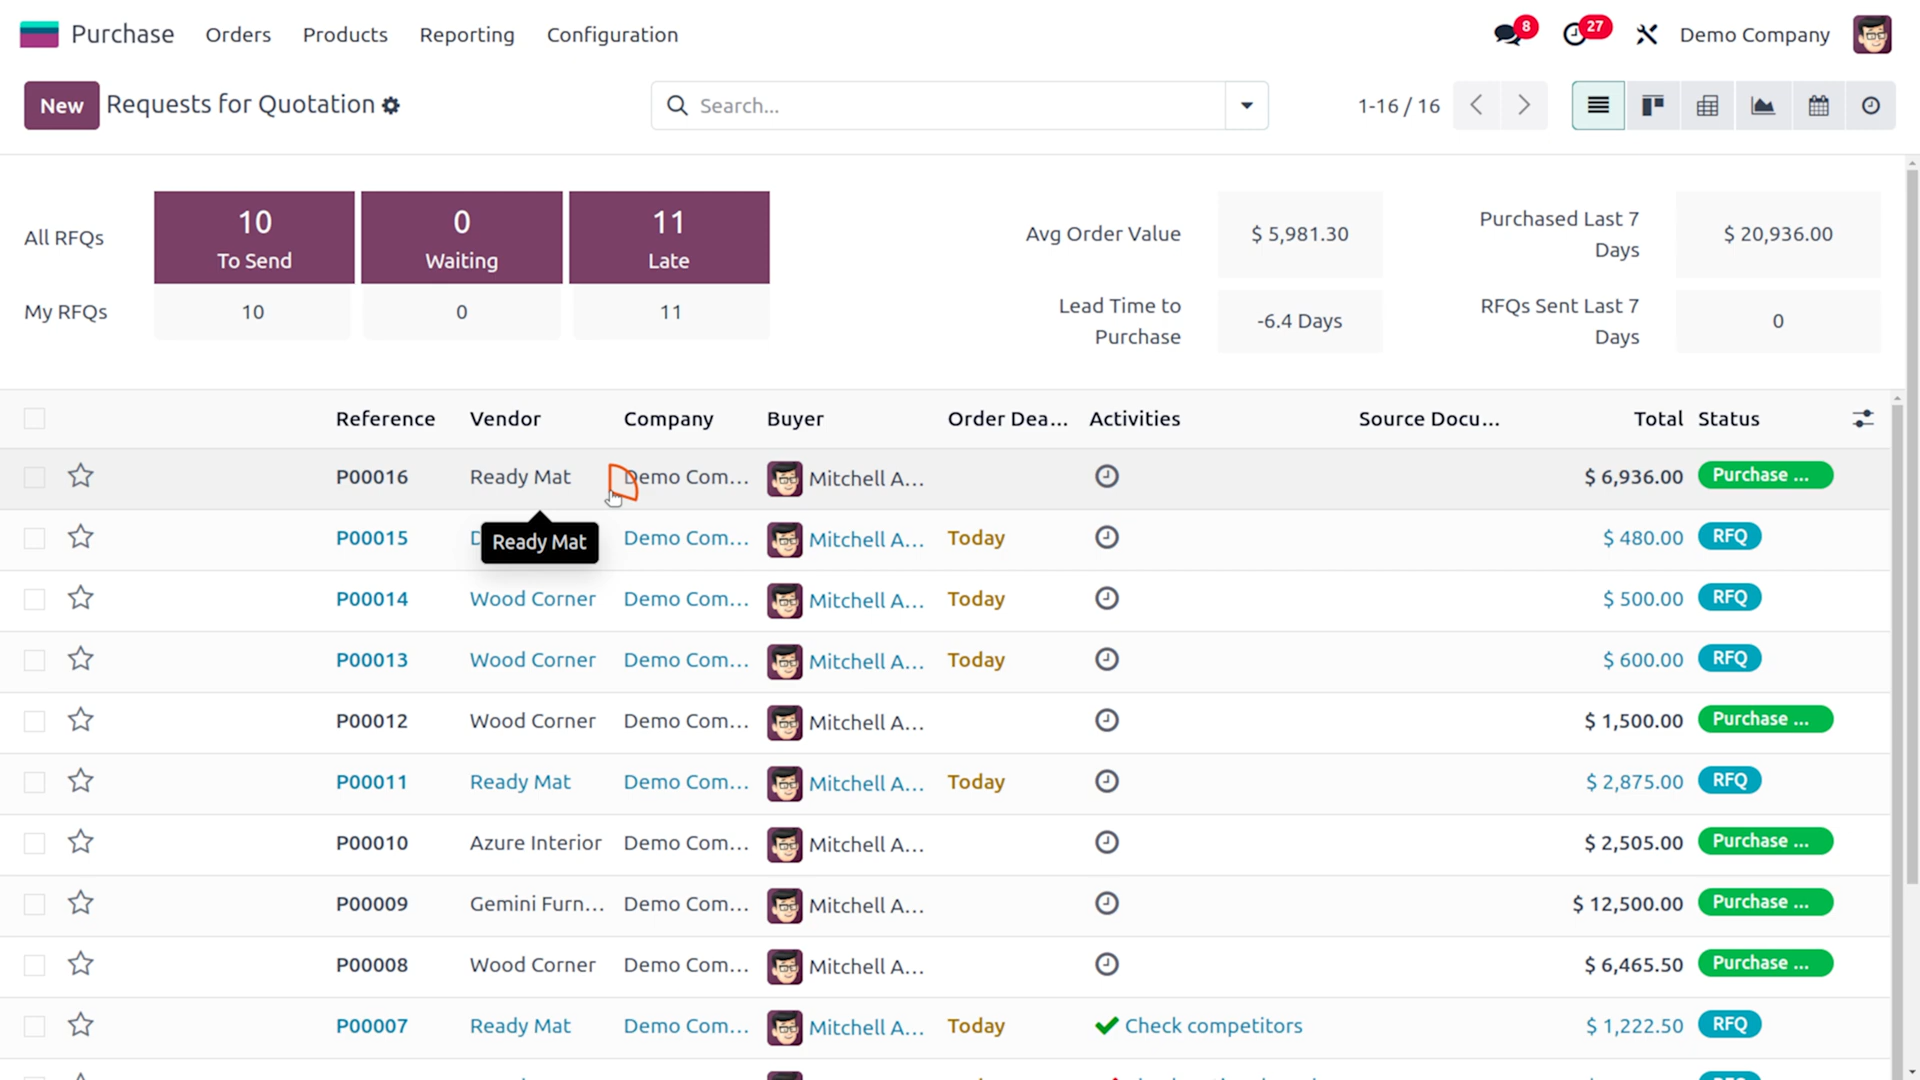 Purchase Orders Products Reporting Configuration 8 27 Demo Company
New Requests for Quotation Search... 1-16 / 16
All RFQs 10 To Send 0 Waiting 11 Late
My RFQs 10 0 11
Avg Order Value $ 5,981.30 Purchased Last 7 Days $ 20,936.00
Lead Time to Purchase -6.4 Days RFQs Sent Last 7 Days 0
Reference Vendor Company Buyer Order Dea... Activities Source Docu... Total Status
P00016 Ready Mat Demo Com... Mitchell A... $ 6,936.00 Purchase ...
Ready Mat
P00015 Demo Com... Mitchell A... Today $ 480.00 RFQ
P00014 Wood Corner Demo Com... Mitchell A... Today $ 500.00 RFQ
P00013 Wood Corner Demo Com... Mitchell A... Today $ 600.00 RFQ
P00012 Wood Corner Demo Com... Mitchell A... $ 1,500.00 Purchase ...
P00011 Ready Mat Demo Com... Mitchell A... Today $ 2,875.00 RFQ
P00010 Azure Interior Demo Com... Mitchell A... $ 2,505.00 Purchase ...
P00009 Gemini Furn... Demo Com... Mitchell A... $ 12,500.00 Purchase ...
P00008 Wood Corner Demo Com... Mitchell A... $ 6,465.50 Purchase ...
P00007 Ready Mat Demo Com... Mitchell A... Today Check competitors $ 1,222.50 RFQ